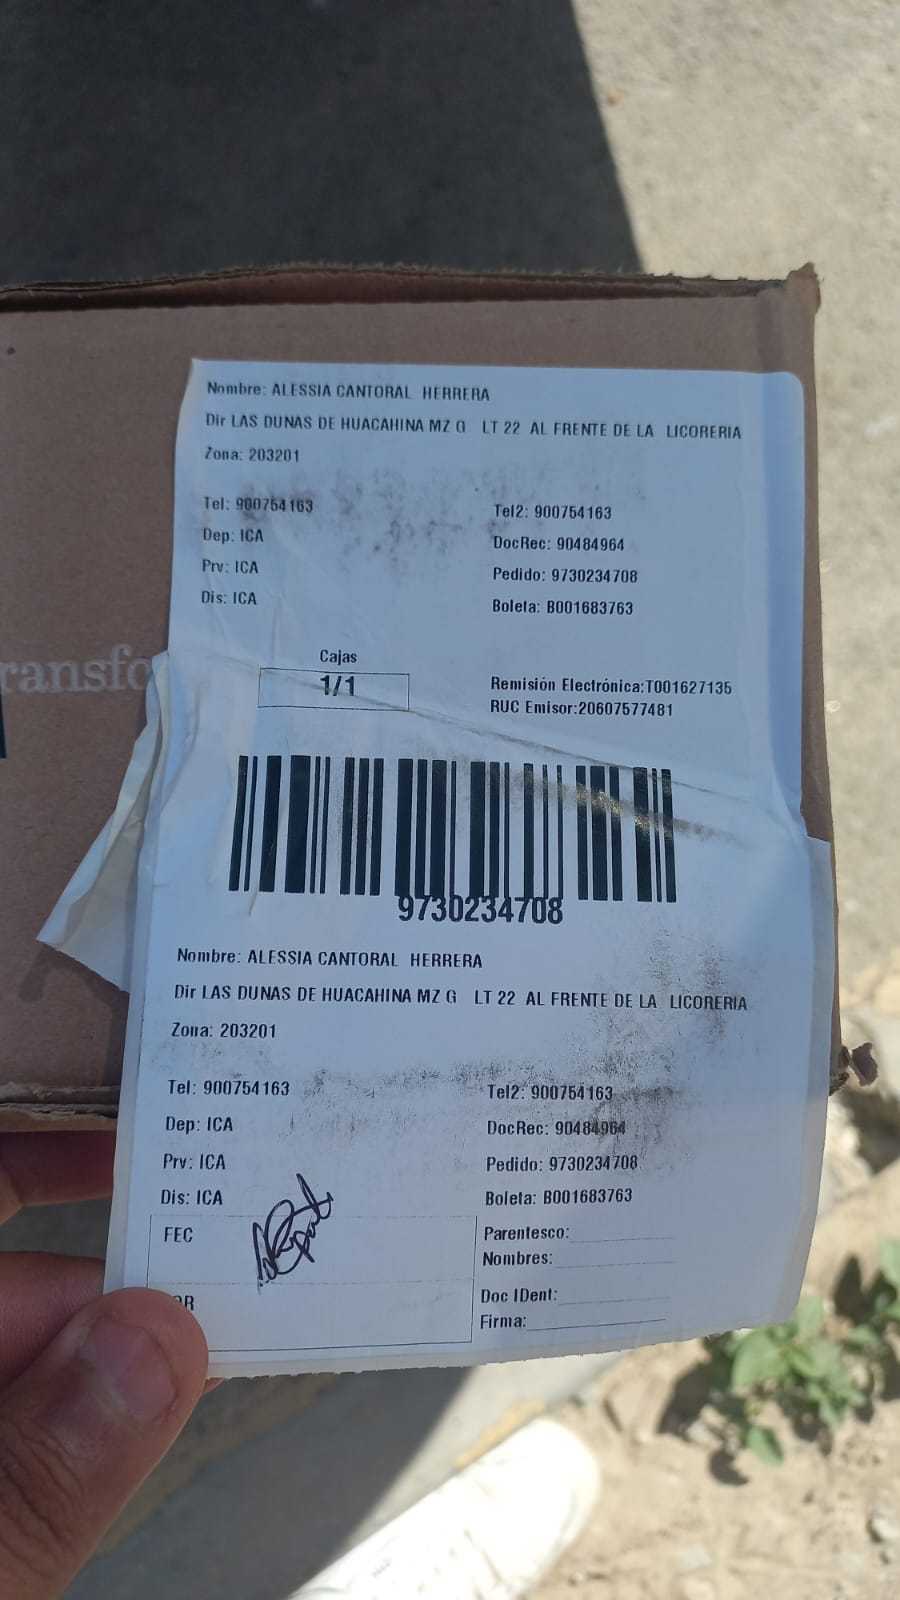 Nombre: ALESSIA CANTORAL HERRERA
Dir LAS DUNAS DE HUACAHINA MZ G LT 22 AL FRENTE DE LA LICORERIA
Zona: 203201
Tel: 900754163 Tel2: 900754163
Dep: ICA DocRec: 90484964
Prv: ICA Pedido: 9730234708
Dis: ICA Boleta: B001683763
Cajas
1/1
Remisión Electrónica:T001627135
RUC Emisor:20607577481
ransfo
9730234708
Nombre: ALESSIA CANTORAL HERRERA
Dir LAS DUNAS DE HUACAHINA MZ G LT 22 AL FRENTE DE LA LICORERIA
Zona: 203201
Tel: 900754163 Tel2: 900754163
Dep: ICA DocRec: 90484964
Prv: ICA Pedido: 9730234708
Dis: ICA Boleta: B001683763
FEC Parentesco:
Nombres:
Doc IDent:
Firma: